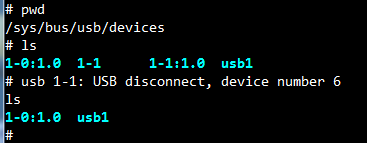 # pwd
/sys/bus/usb/devices
# ls
1-0:1.0  1-1      1-1:1.0  usb1
# usb 1-1: USB disconnect, device number 6
ls
1-0:1.0  usb1
#